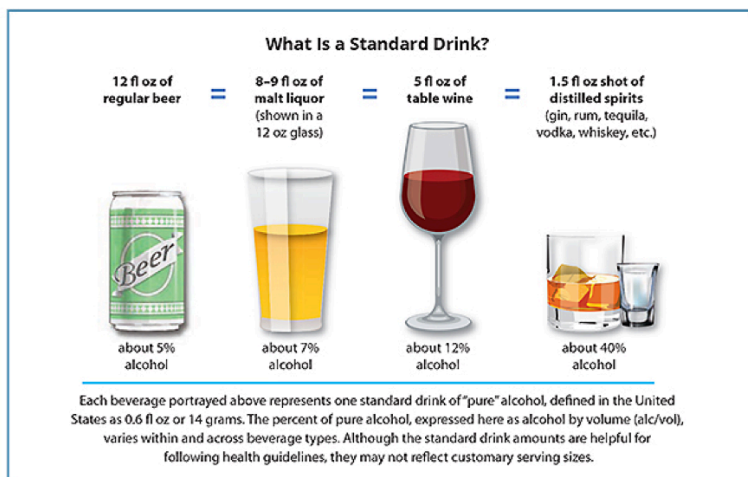 What Is a Standard Drink?
12 fl oz of
regular beer
=
8–9 fl oz of
malt liquor
(shown in a
12 oz glass)
=
5 fl oz of
table wine
=
1.5 fl oz shot of
distilled spirits
(gin, rum, tequila,
vodka, whiskey, etc.)
Beer
about 5%
alcohol
about 7%
alcohol
about 12%
alcohol
about 40%
alcohol
Each beverage portrayed above represents one standard drink of "pure" alcohol, defined in the United
States as 0.6 fl oz or 14 grams. The percent of pure alcohol, expressed here as alcohol by volume (alc/vol),
varies within and across beverage types. Although the standard drink amounts are helpful for
following health guidelines, they may not reflect customary serving sizes.